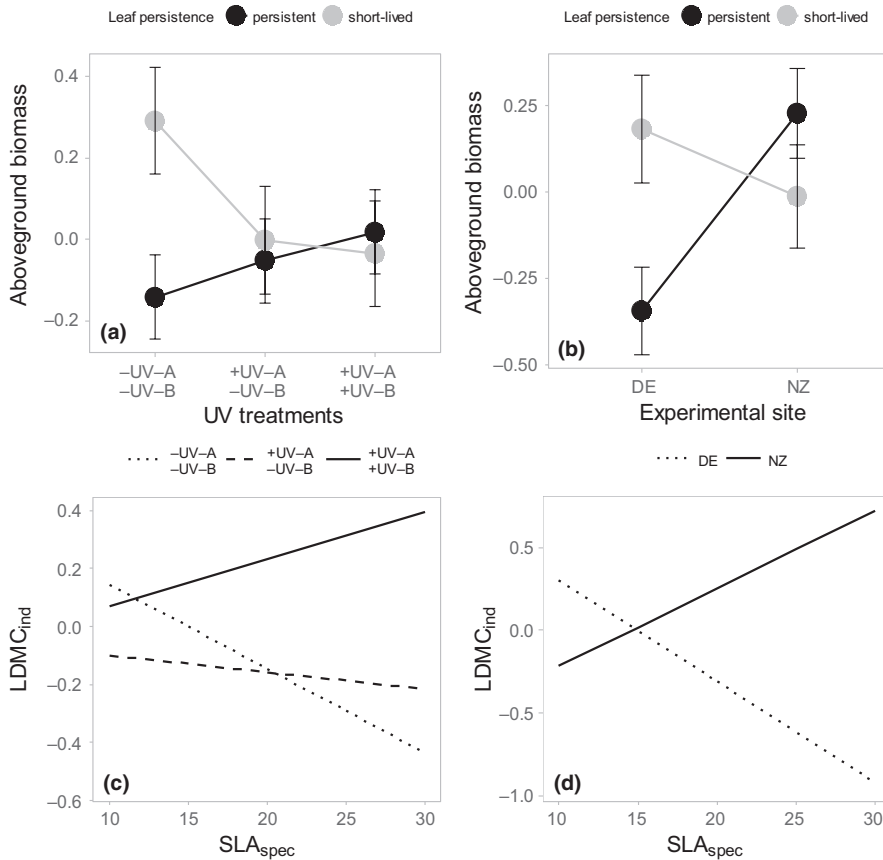 Leaf persistence persistent short-lived
Aboveground biomass
0.4
0.2
0.0
−0.2
(a)
−UV−A
−UV−B
+UV−A
−UV−B
+UV−A
+UV−B
UV treatments
Leaf persistence persistent short-lived
Aboveground biomass
0.25
0.00
−0.25
−0.50
(b)
DE
NZ
Experimental site
−UV−A
−UV−B
+UV−A
−UV−B
+UV−A
+UV−B
LDMCind
0.4
0.2
0.0
−0.2
−0.4
−0.6
(c)
10 15 20 25 30
SLAspec
DE NZ
LDMCind
0.5
0.0
−0.5
−1.0
(d)
10 15 20 25 30
SLAspec